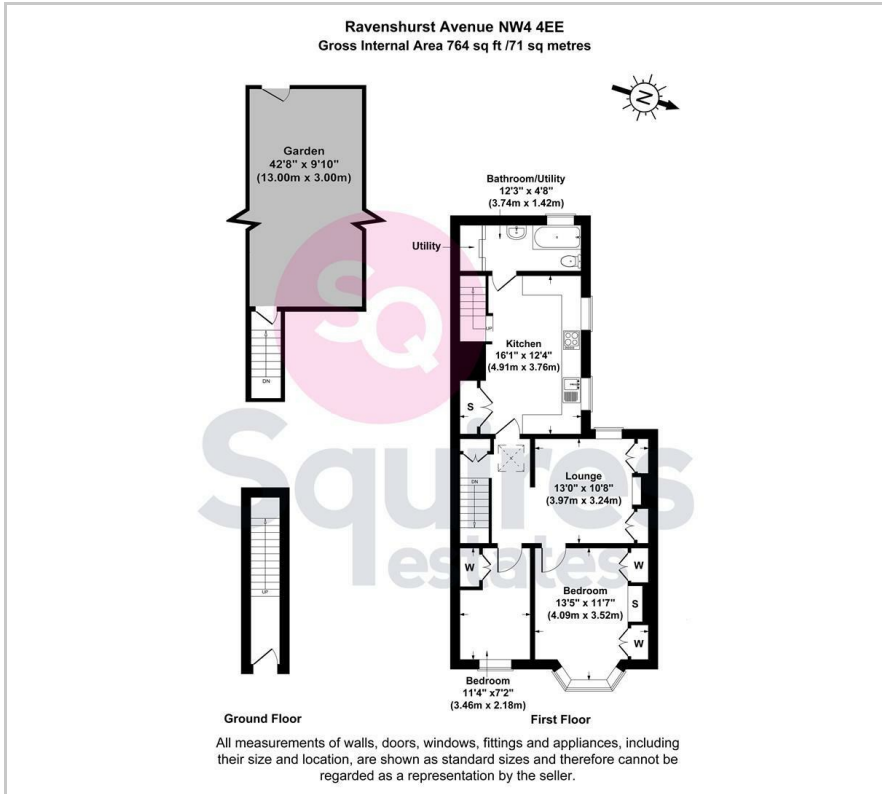 Ravenshurst Avenue NW4 4EE
Gross Internal Area 764 sq ft /71 sq metres
N
Garden
42'8" x 9'10"
(13.00m x 3.00m)
DN
Bathroom/Utility
12'3" x 4'8"
(3.74m x 1.42m)
Utility
UP
Kitchen
16'1" x 12'4"
(4.91m x 3.76m)
S
SQ
Squires
estates
DN
Lounge
13'0" x 10'8"
(3.97m x 3.24m)
W
Bedroom
13'5" x 11'7"
(4.09m x 3.52m)
W
S
W
UP
Bedroom
11'4" x7'2"
(3.46m x 2.18m)
Ground Floor
First Floor
All measurements of walls, doors, windows, fittings and appliances, including
their size and location, are shown as standard sizes and therefore cannot be
regarded as a representation by the seller.